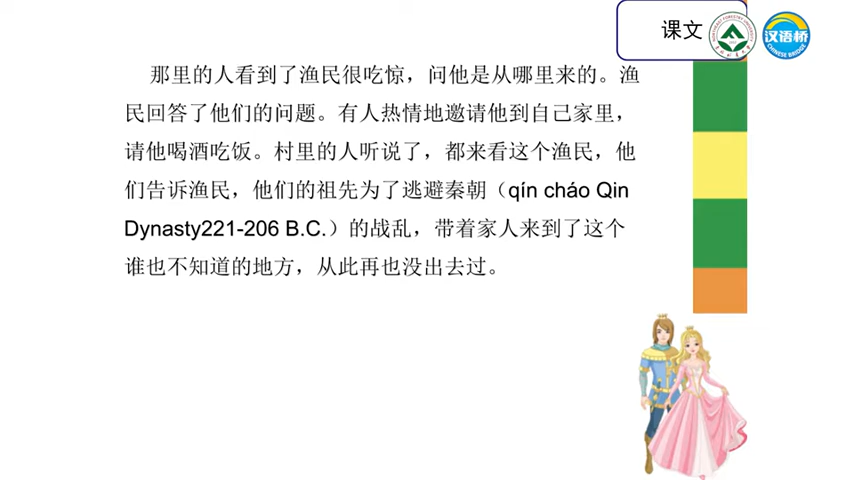 课文
汉语桥
CHINESE BRIDGE
那里的人看到了渔民很吃惊，问他是从哪里来的。渔
民回答了他们的问题。有人热情地邀请他到自己家里，
请他喝酒吃饭。村里的人听说了，都来看这个渔民，他
们告诉渔民，他们的祖先为了逃避秦朝（qín cháo Qin
Dynasty221-206 B.C.）的战乱，带着家人来到了这个
谁也不知道的地方，从此再也没出去过。